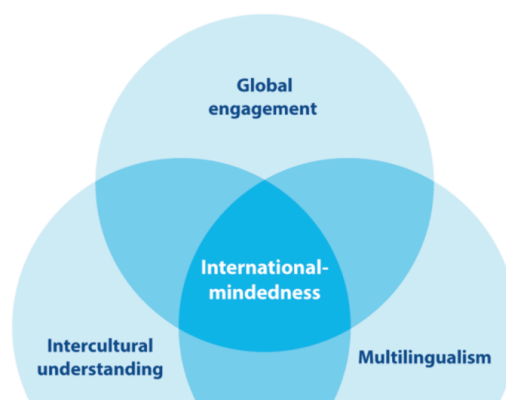 Global
engagement
International-
mindedness
Intercultural
understanding
Multilingualism